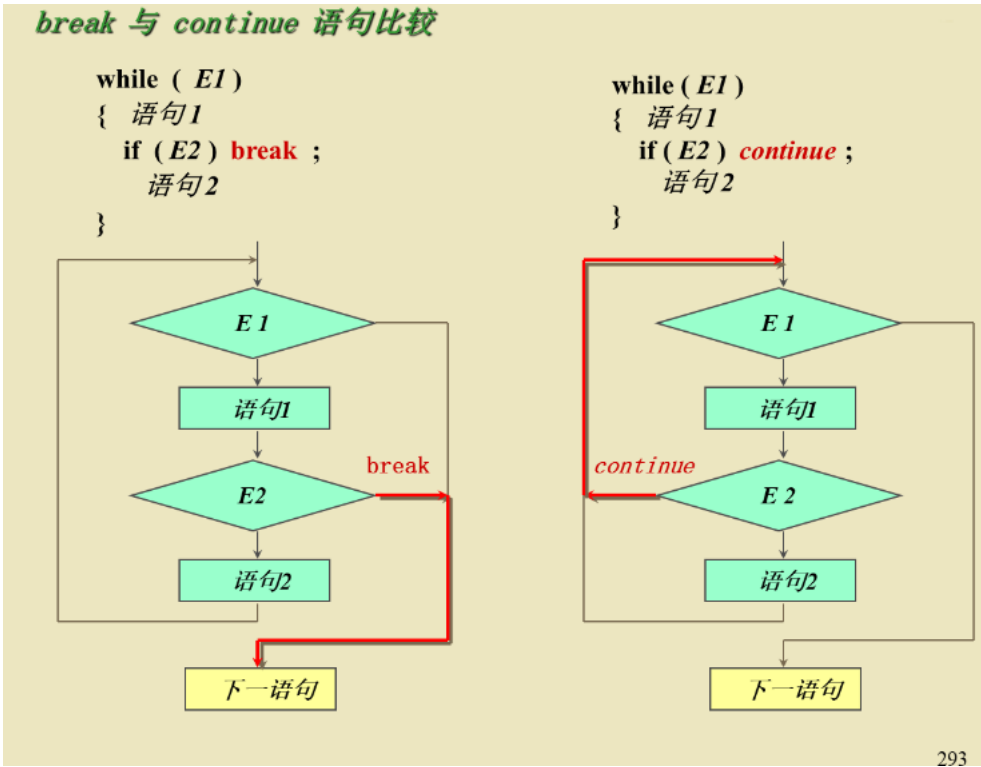 break 与 continue 语句比较
while ( E1 )
{ 语句1
if ( E2 ) break ;
语句2
}
while ( E1 )
{ 语句1
if ( E2 ) continue ;
语句2
}
E 1
语句1
break
E2
语句2
下一语句
E 1
语句1
continue
E 2
语句2
下一语句
293